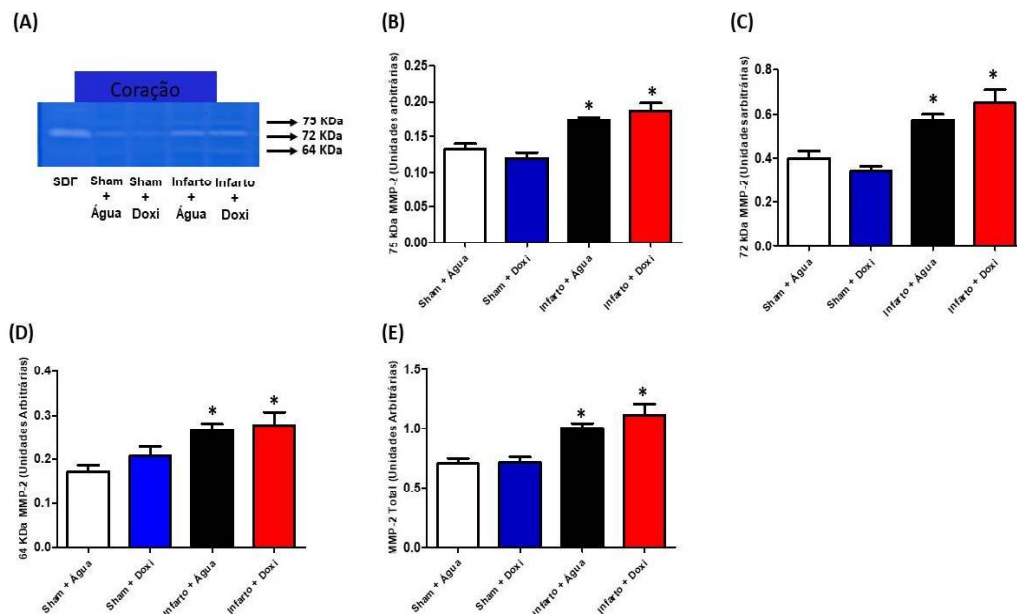 (A)
Coração
75 KDa
72 KDa
64 KDa
Sham
+
Água
Sham
+
Doxi
Infarto
+
Água
Infarto
+
Doxi
(B)
75 kDa MMP-2 (Unidades arbitrárias)
0.25
0.20
0.15
0.10
0.05
0.00
*
*
Sham + Água
Sham + Doxi
Infarto + Água
Infarto + Doxi
(C)
72 kDa MMP-2 (Unidades arbitrárias)
0.8
0.6
0.4
0.2
0.0
*
*
Sham + Água
Sham + Doxi
Infarto + Água
Infarto + Doxi
(D)
64 KDa MMP-2 (Unidades Arbitrárias)
0.4
0.3
0.2
0.1
0.0
*
*
Sham + Água
Sham + Doxi
Infarto + Água
Infarto + Doxi
(E)
MMP-2 Total (Unidades Arbitrárias)
1.5
1.0
0.5
0.0
*
*
Sham + Água
Sham + Doxi
Infarto + Água
Infarto + Doxi